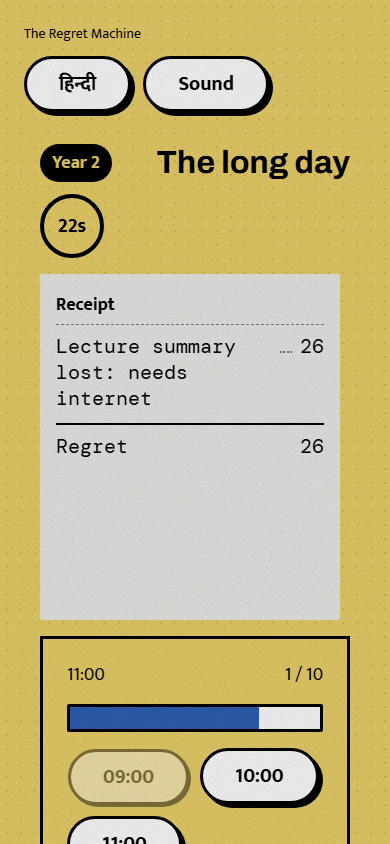 The Regret Machine
हिन्दी
Sound
Year 2
The long day
22s
Receipt
Lecture summary .... 26
lost: needs
internet
Regret 26
11:00 1 / 10
09:00
10:00
11:00